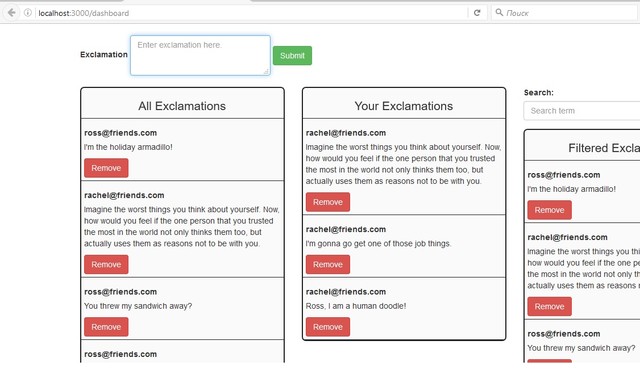 localhost:3000/dashboard
Поиск
Exclamation
Enter exclamation here.
Submit
All Exclamations
ross@friends.com
I'm the holiday armadillo!
Remove
rachel@friends.com
Imagine the worst things you think about yourself. Now,
how would you feel if the one person that you trusted
the most in the world not only thinks them too, but
actually uses them as reasons not to be with you.
Remove
ross@friends.com
You threw my sandwich away?
Remove
ross@friends.com
Your Exclamations
rachel@friends.com
Imagine the worst things you think about yourself. Now,
how would you feel if the one person that you trusted
the most in the world not only thinks them too, but
actually uses them as reasons not to be with you.
Remove
rachel@friends.com
I'm gonna go get one of those job things.
Remove
rachel@friends.com
Ross, I am a human doodle!
Remove
Search:
Search term
Filtered Excla
ross@friends.com
I'm the holiday armadillo!
Remove
rachel@friends.com
Imagine the worst things you thi
how would you feel if the one pe
the most in the world not only th
actually uses them as reasons n
Remove
ross@friends.com
You threw my sandwich away?
Remove